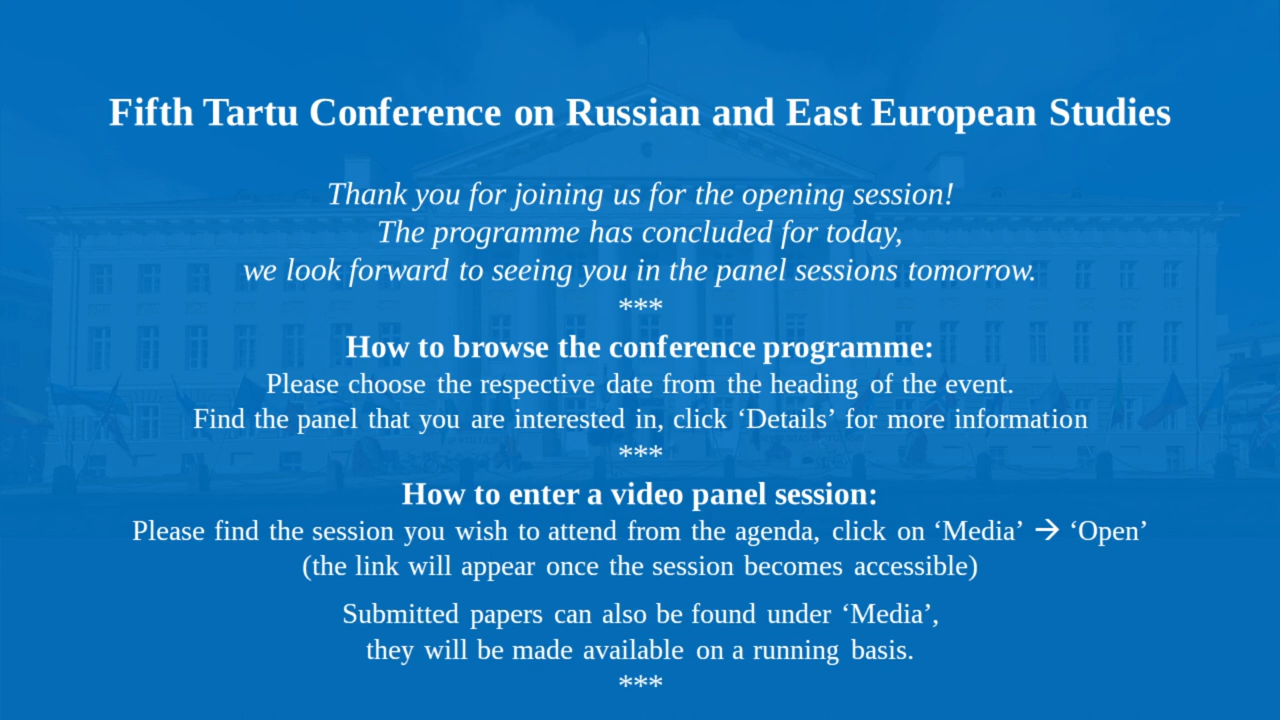 Fifth Tartu Conference on Russian and East European Studies
Thank you for joining us for the opening session!
The programme has concluded for today,
we look forward to seeing you in the panel sessions tomorrow.
***
How to browse the conference programme:
Please choose the respective date from the heading of the event.
Find the panel that you are interested in, click ‘Details’ for more information
***
How to enter a video panel session:
Please find the session you wish to attend from the agenda, click on ‘Media’ → ‘Open’
(the link will appear once the session becomes accessible)
Submitted papers can also be found under ‘Media’,
they will be made available on a running basis.
***